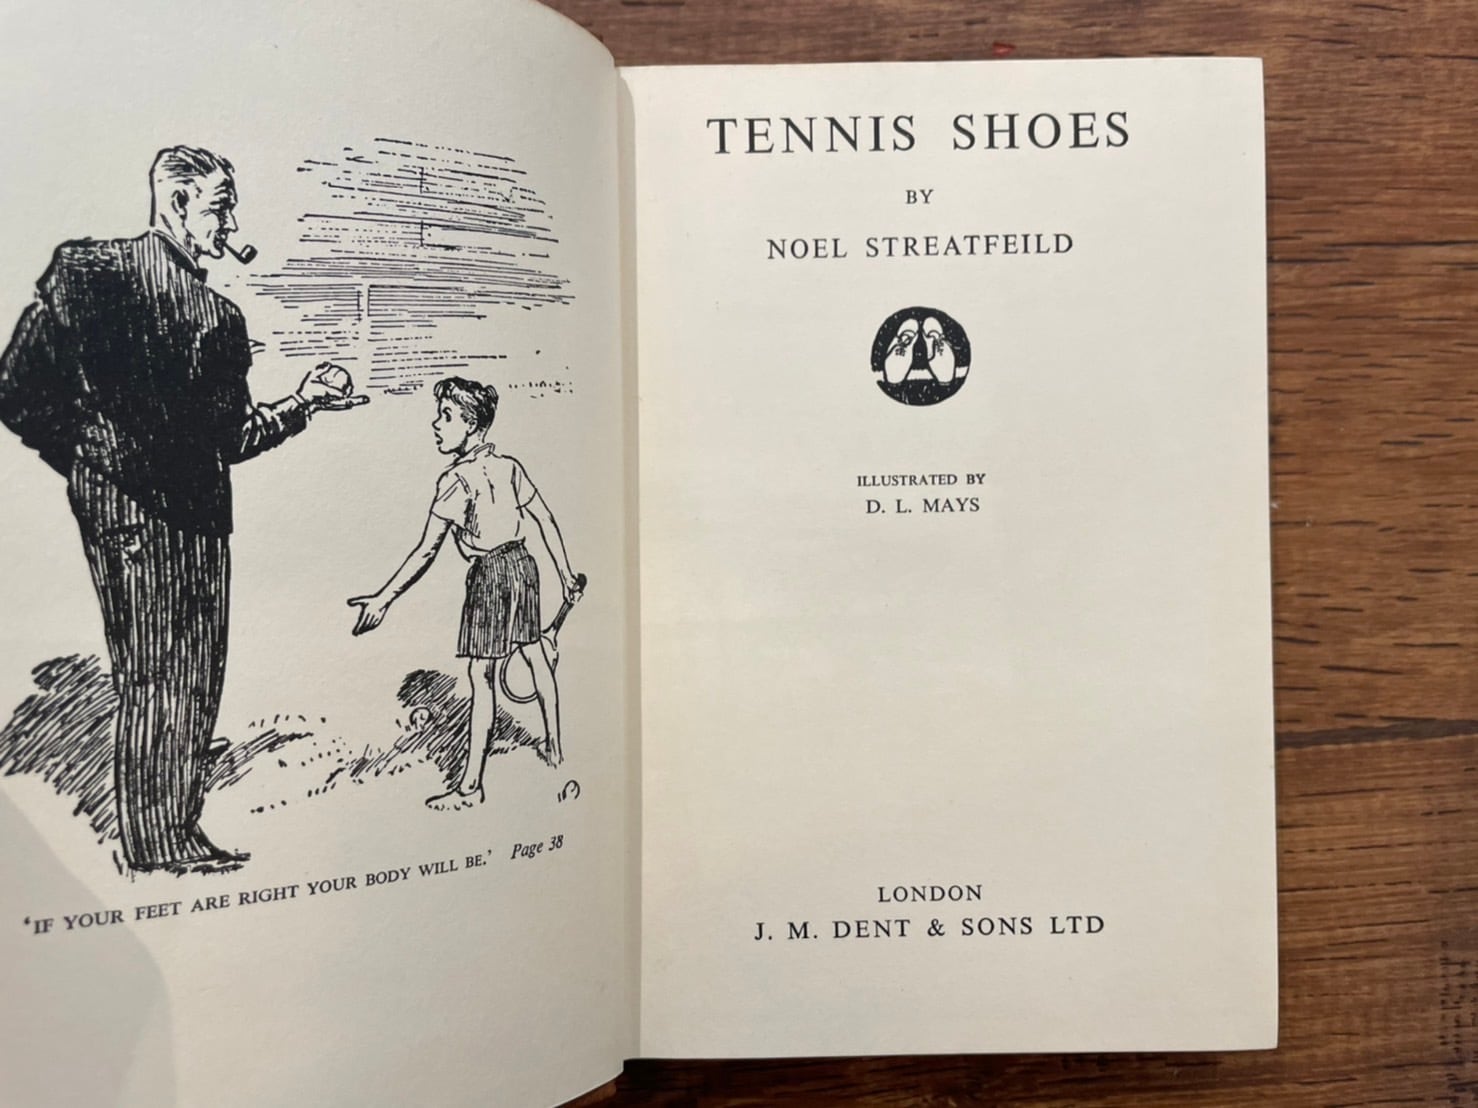 'IF YOUR FEET ARE RIGHT YOUR BODY WILL BE.' Page 38
TENNIS SHOES
BY
NOEL STREATFEILD
ILLUSTRATED BY
D. L. MAYS
LONDON
J. M. DENT & SONS LTD